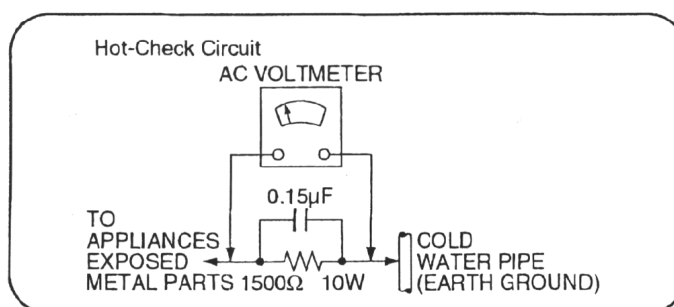 Hot-Check Circuit
AC VOLTMETER
0.15µF
TO
APPLIANCES
EXPOSED
METAL PARTS
1500Ω 10W
COLD
WATER PIPE
(EARTH GROUND)